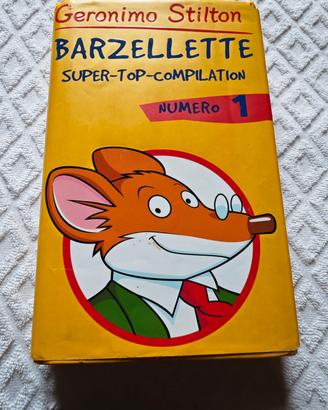 Geronimo Stilton
BARZELLETTE
SUPER-TOP-COMPILATION
NUMERO 1